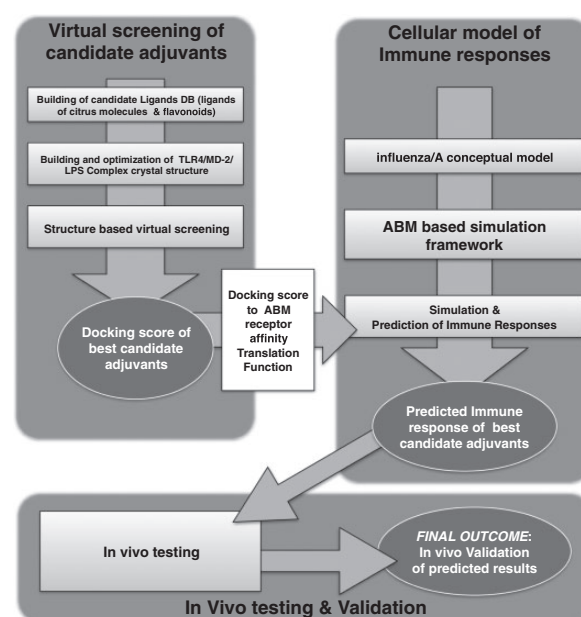 Virtual screening of
candidate adjuvants
Building of candidate Ligands DB (ligands
of citrus molecules & flavonoids)
Building and optimization of TLR4/MD-2/
LPS Complex crystal structure
Structure based virtual screening
Docking score of
best candidate
adjuvants
Docking score
to ABM
receptor
affinity
Translation
Function
Cellular model of
Immune responses
influenza/A conceptual model
ABM based simulation
framework
Simulation &
Prediction of Immune Responses
Predicted Immune
response of best
candidate adjuvants
In vivo testing
FINAL OUTCOME:
In vivo Validation
of predicted results
In Vivo testing & Validation